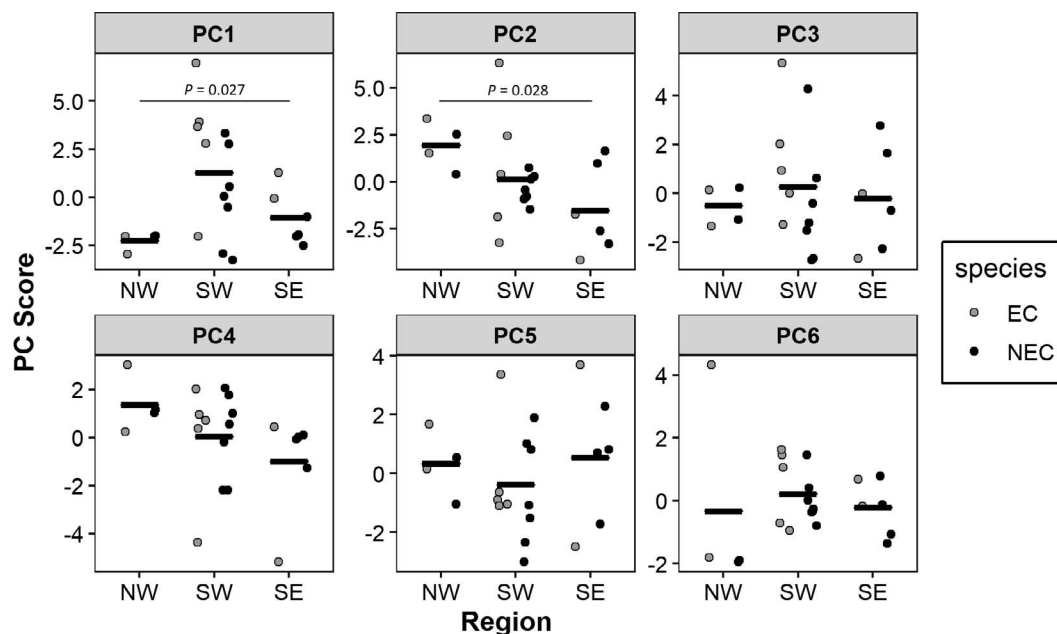 PC1 PC2 PC3
5.0
2.5
0.0
-2.5
P = 0.027
NW SW SE
5.0
2.5
0.0
-2.5
P = 0.028
NW SW SE
4
2
0
-2
NW SW SE
PC Score
PC4 PC5 PC6
2
0
-2
-4
NW SW SE
4
2
0
-2
NW SW SE
4
2
0
-2
NW SW SE
Region
species
EC
NEC